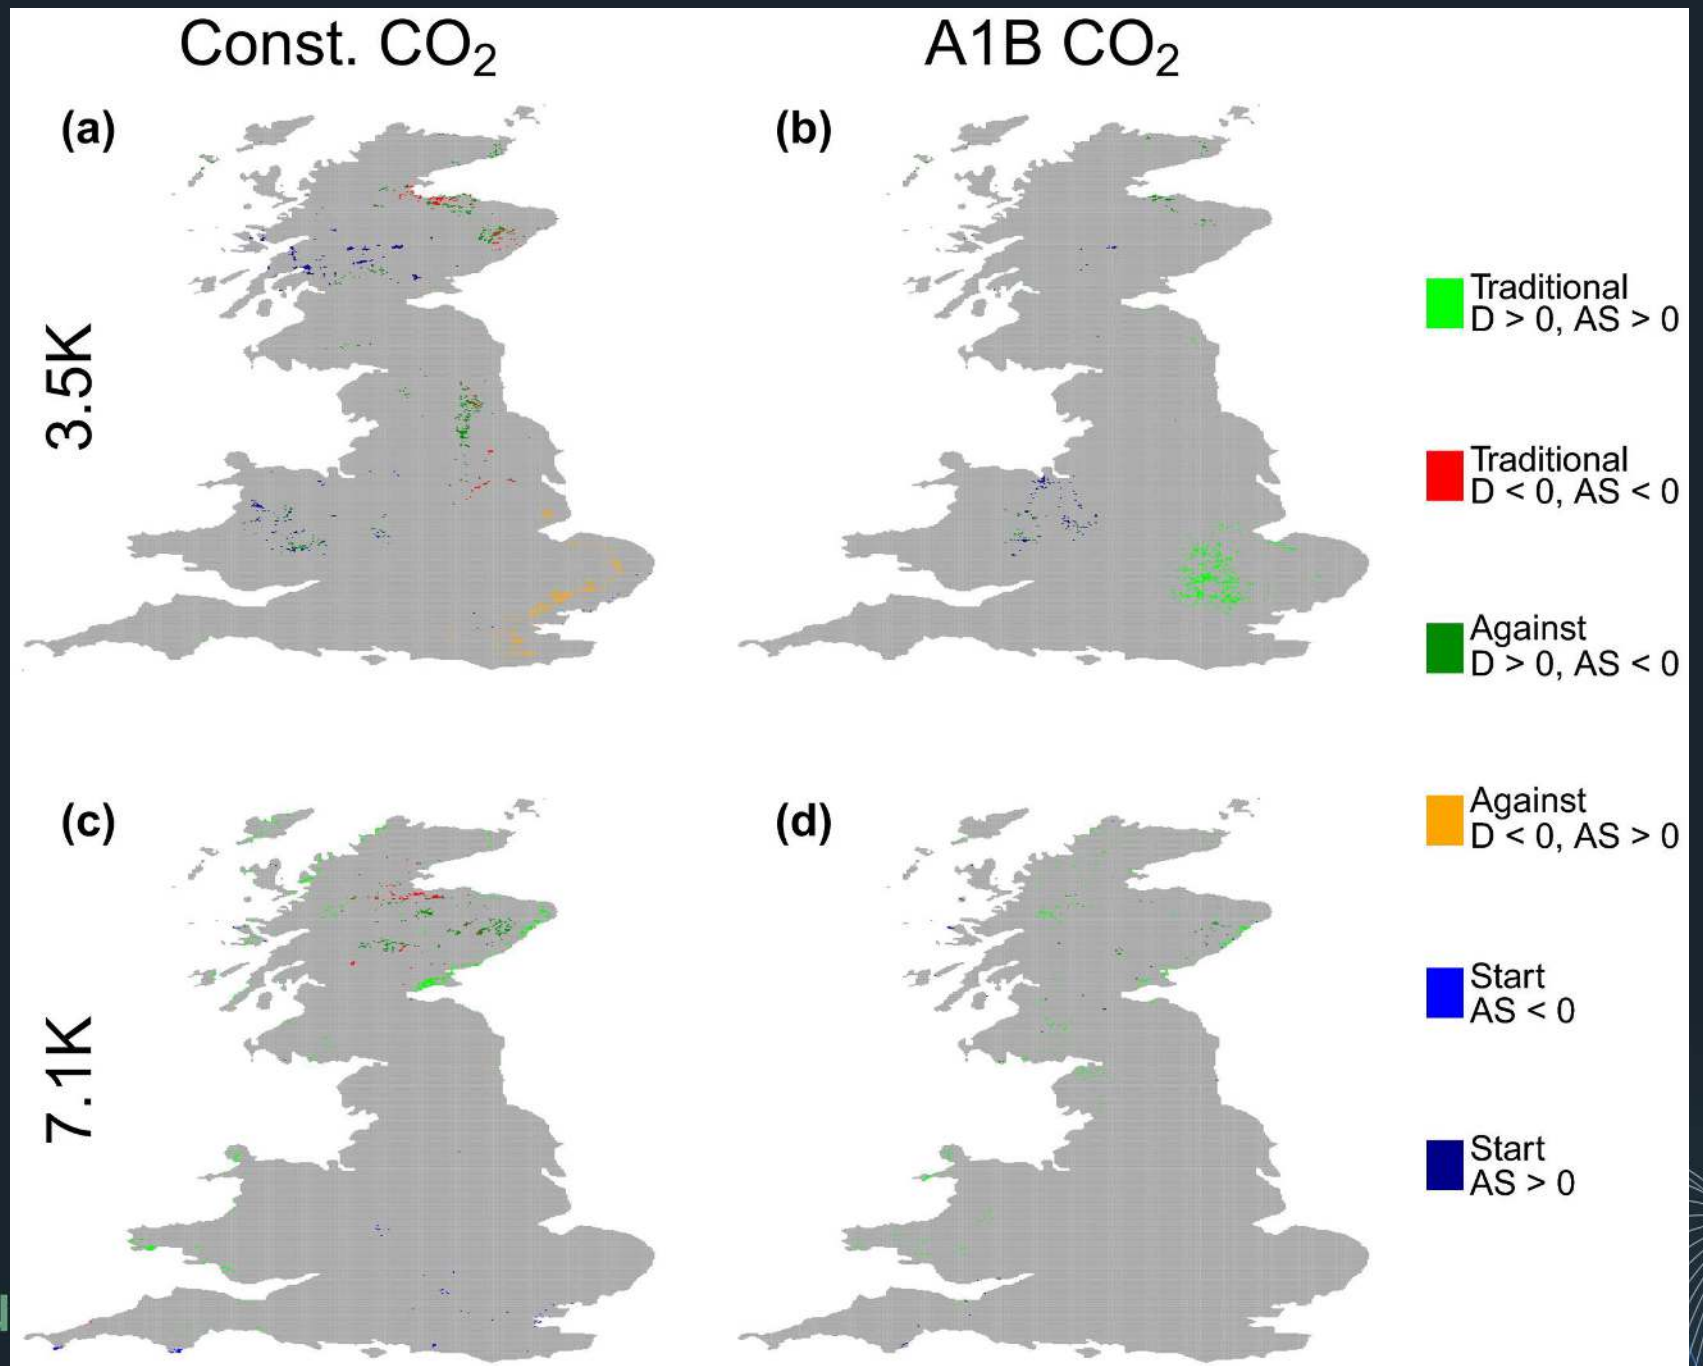 Const. CO₂
A1B CO₂
(a)
(b)
3.5K
(c)
(d)
7.1K
Traditional
D > 0, AS > 0
Traditional
D < 0, AS < 0
Against
D > 0, AS < 0
Against
D < 0, AS > 0
Start
AS < 0
Start
AS > 0